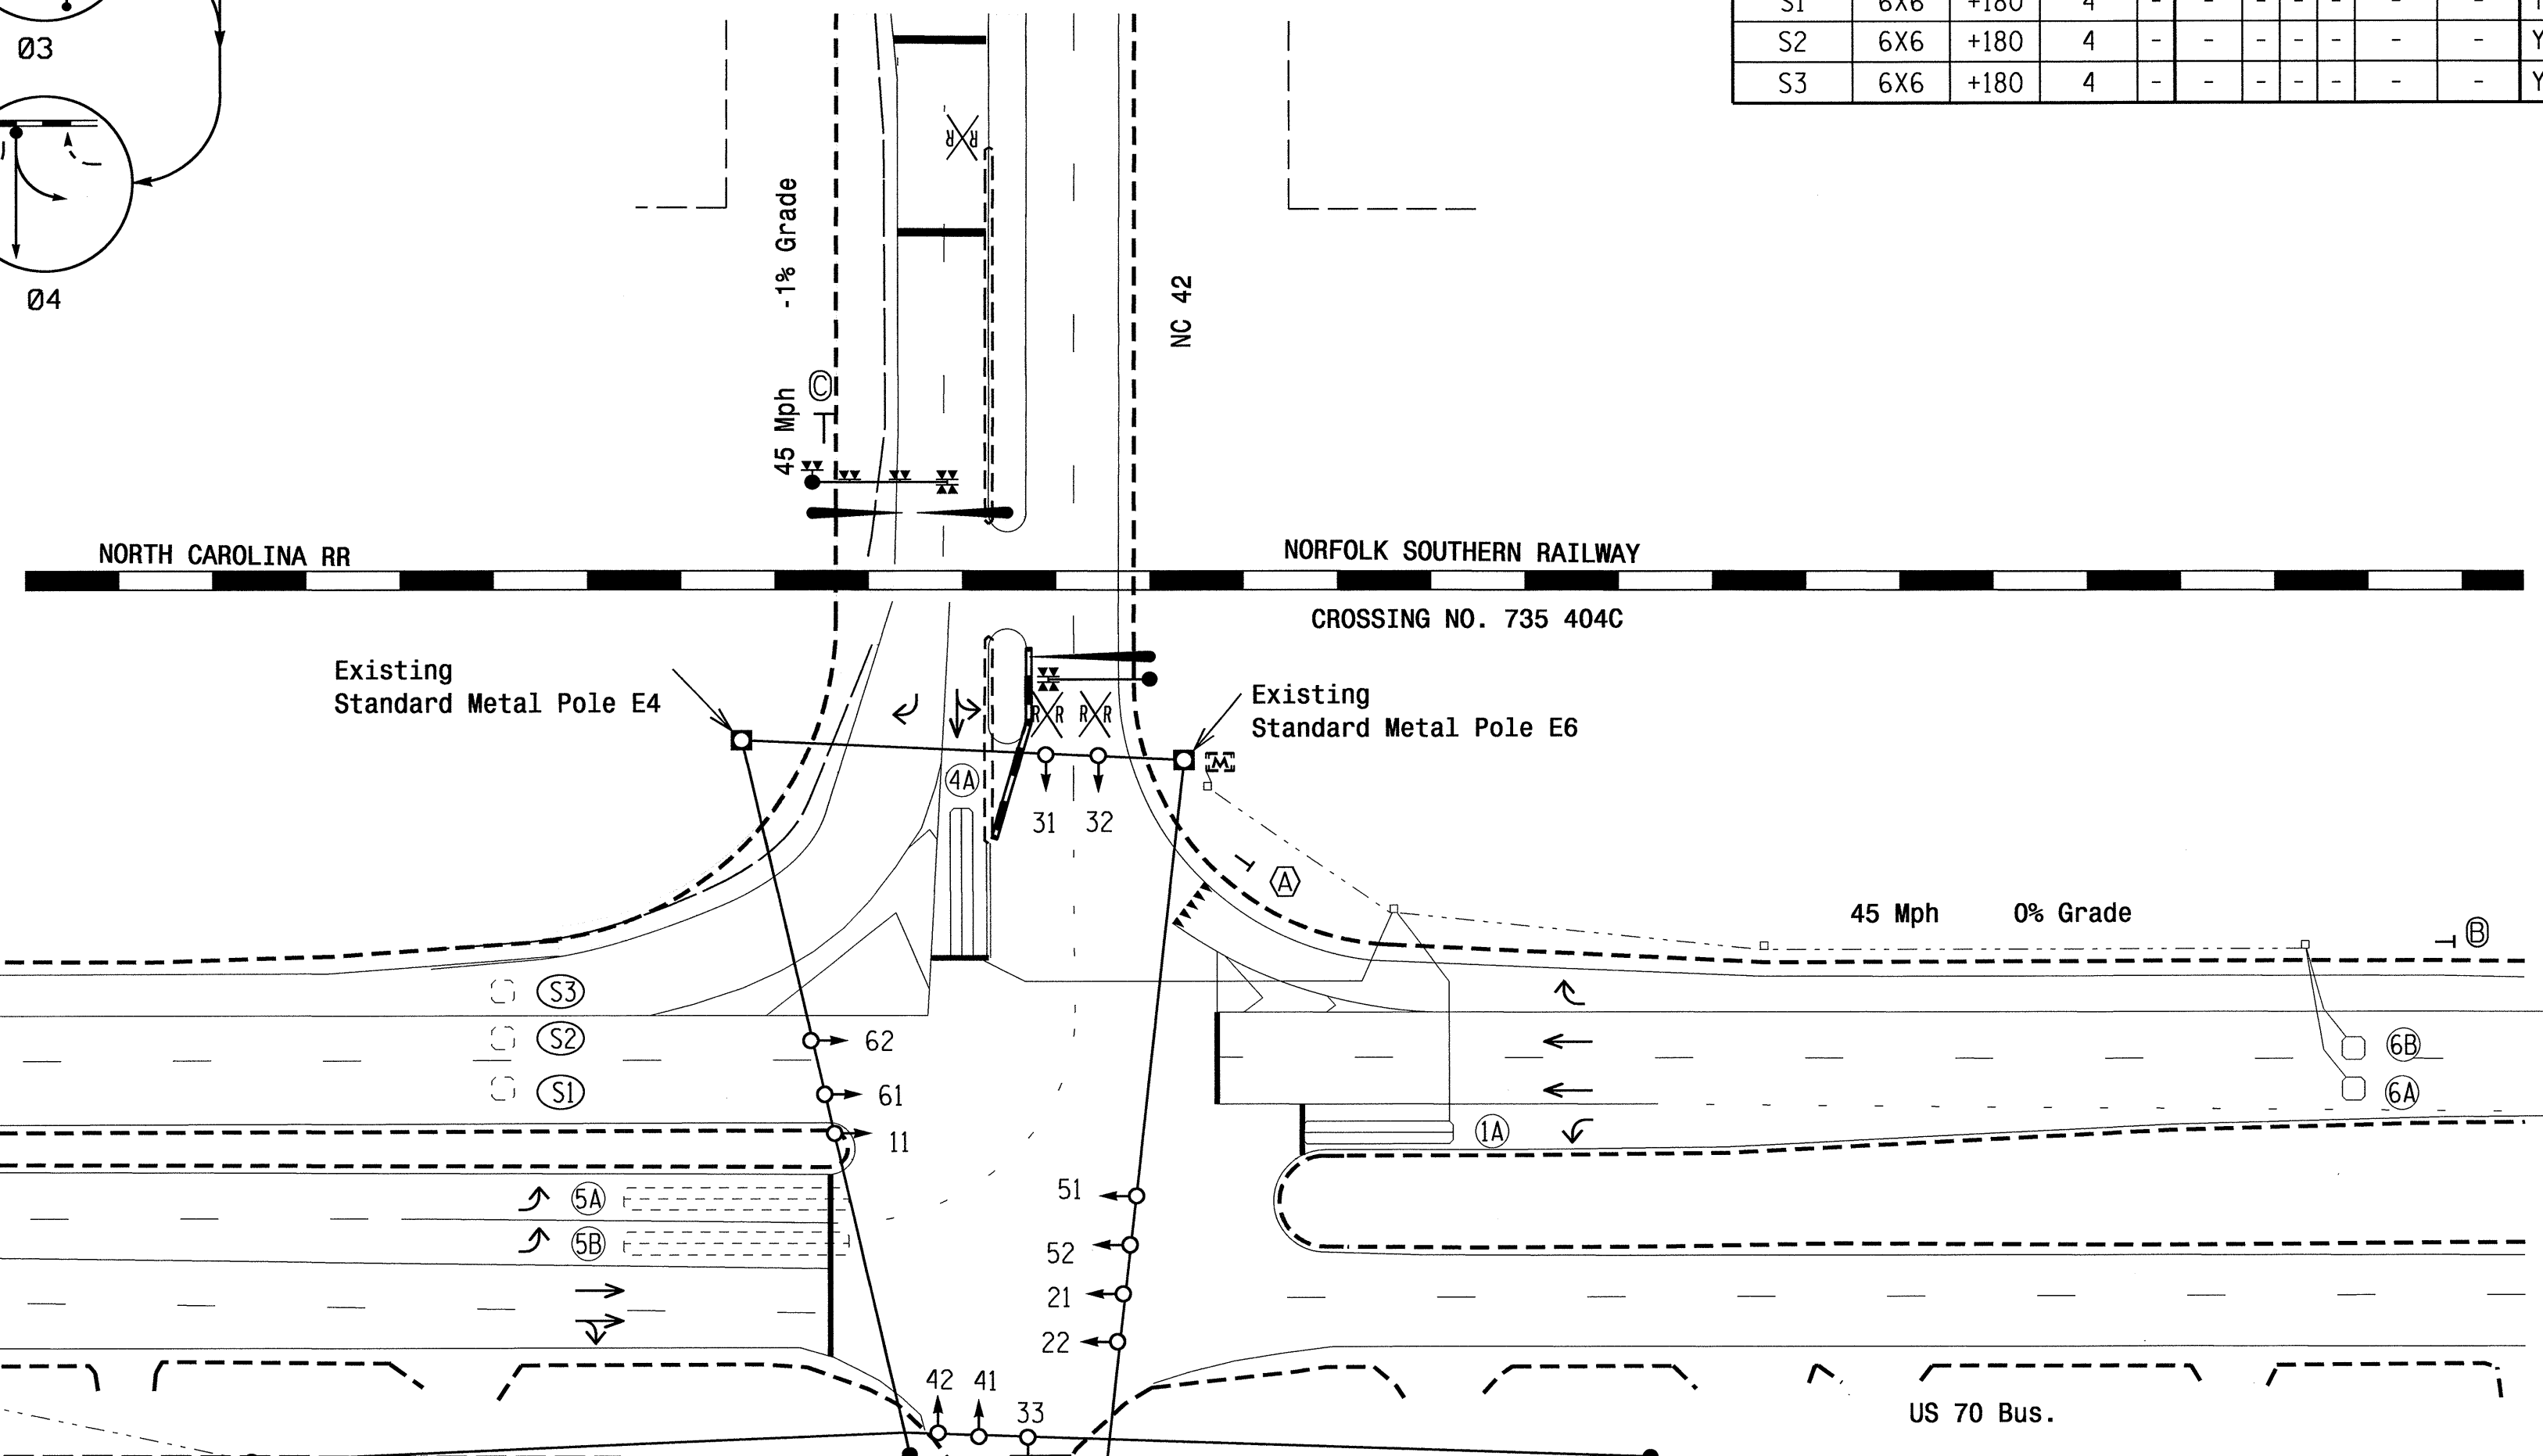 Ø3
Ø4
S1 6X6 +180 4 - - - - - - -
S2 6X6 +180 4 - - - - - - - Y
S3 6X6 +180 4 - - - - - - - Y
R R
-1% Grade
45 Mph
C
NC 42
NORTH CAROLINA RR
NORFOLK SOUTHERN RAILWAY
CROSSING NO. 735 404C
Existing
Standard Metal Pole E4
Existing
Standard Metal Pole E6
R R
R R
M
4A
31
32
A
45 Mph
0% Grade
B
S3
S2
S1
62
61
11
6B
6A
1A
5A
5B
51
52
21
22
42
41
33
US 70 Bus.